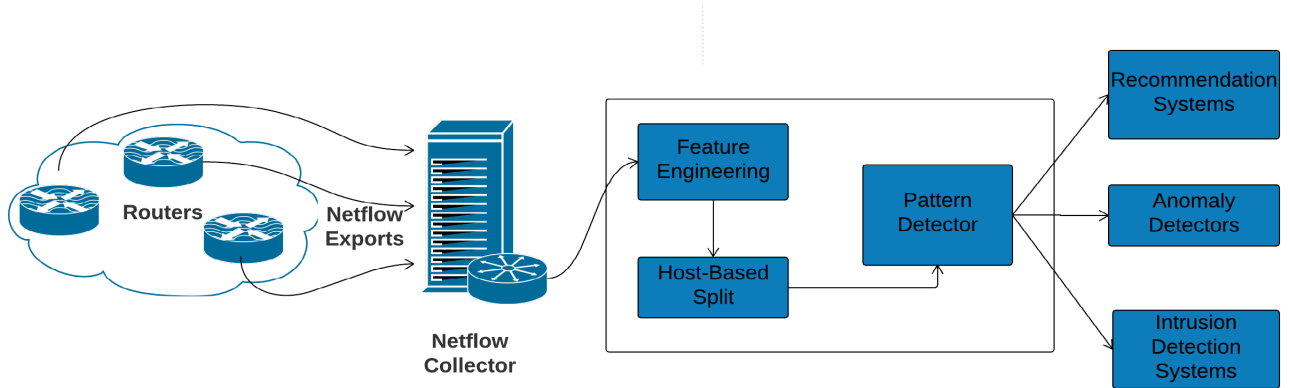 Routers
Netflow
Exports
Netflow
Collector
Feature
Engineering
Host-Based
Split
Pattern
Detector
Recommendation
Systems
Anomaly
Detectors
Intrusion
Detection
Systems